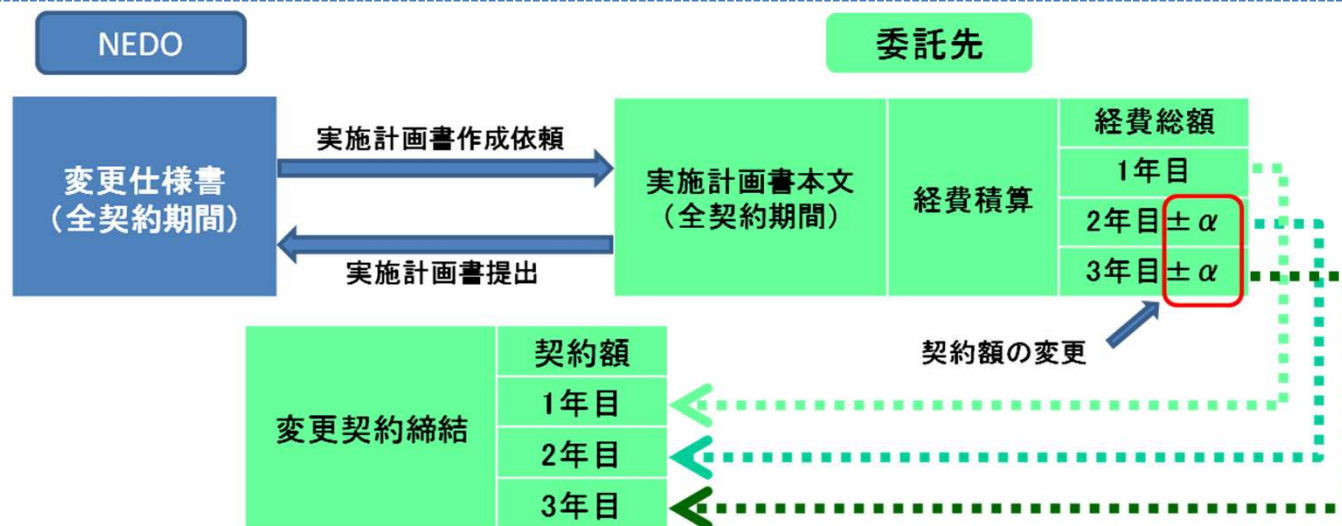 NEDO
委託先
変更仕様書
(全契約期間)
実施計画書作成依頼
実施計画書提出
実施計画書本文
(全契約期間)
経費積算
経費総額
1年目
2年目±α
3年目±α
契約額の変更
変更契約締結
契約額
1年目
2年目
3年目